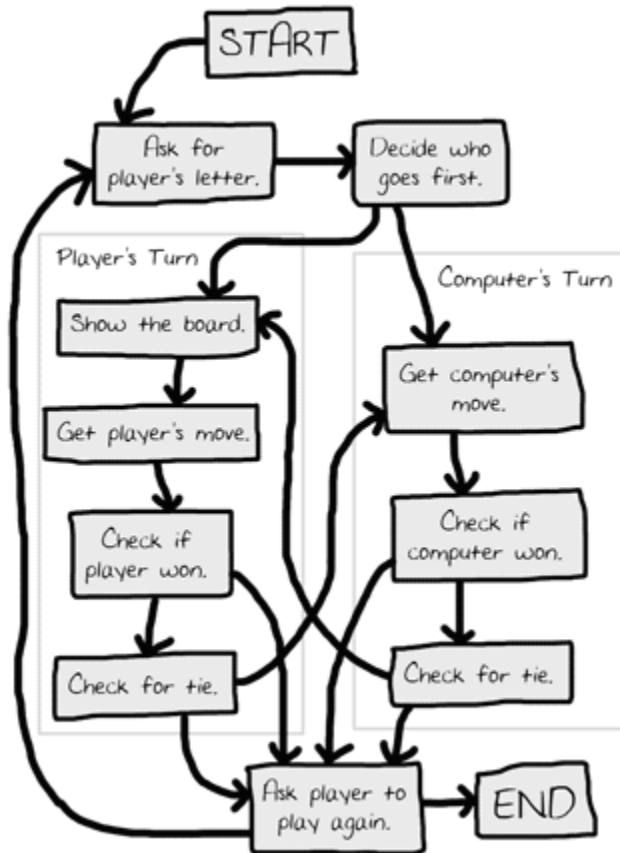 START
Ask for
player's letter.
Decide who
goes first.
Player's Turn
Show the board.
Get player's move.
Check if
player won.
Check for tie.
Computer's Turn
Get computer's
move.
Check if
computer won.
Check for tie.
Ask player to
play again.
END